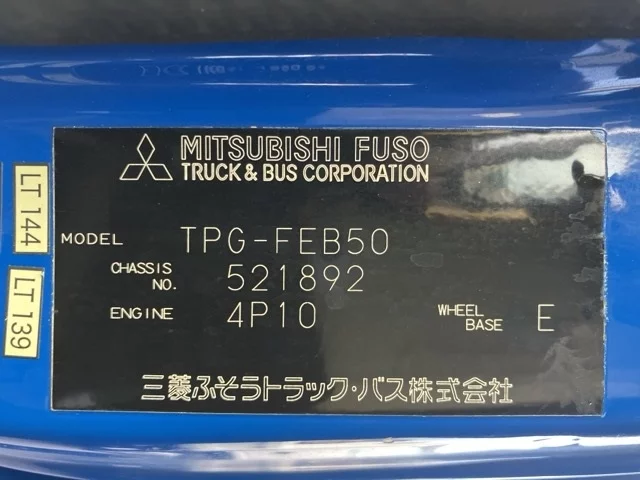 MITSUBISHI FUSO
TRUCK & BUS CORPORATION
LT 144
MODEL TPG-FEB50
CHASSIS NO. 521892
LT 139
ENGINE 4P10 WHEEL BASE E
三菱ふそうトラック・バス株式会社